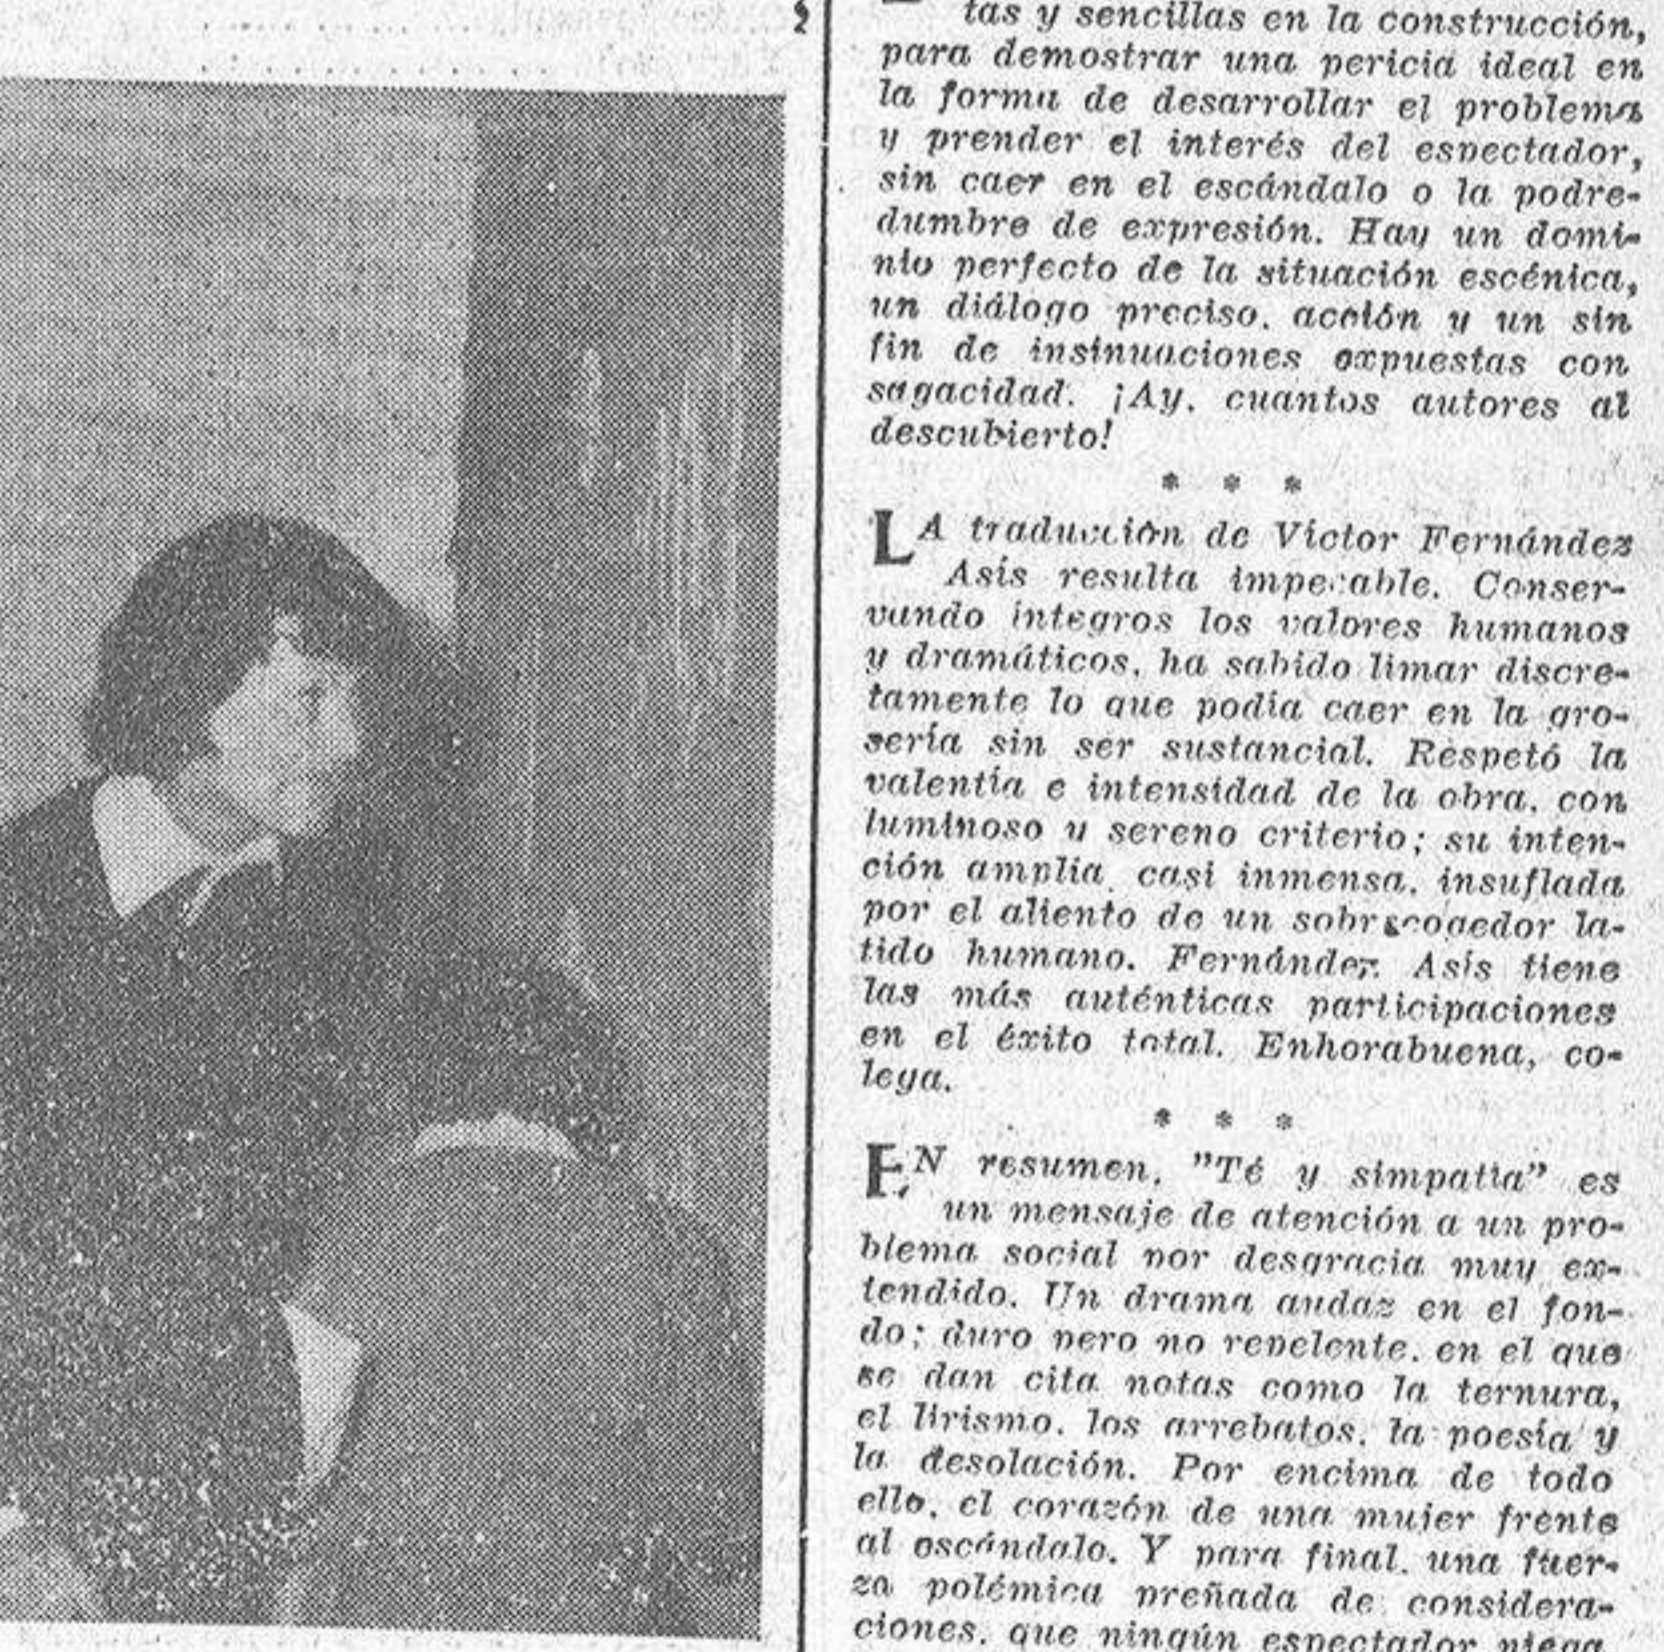 tas y sencillas en la construcción,
para demostrar una pericia ideal en
la forma de desarrollar el problema
y prender el interés del espectador,
sin caer en el escándalo o la podre-
dumbre de expresión. Hay un domi-
nio perfecto de la situación escénica,
un diálogo preciso, acción y un sin
fin de insinuaciones expuestas con
sagacidad. ¡Ay, cuantos autores al
descubierto!
* * *
LA traducción de Víctor Fernández
Asís resulta impecable. Conser-
vando íntegros los valores humanos
y dramáticos, ha sabido limar discre-
tamente lo que podía caer en la gro-
sería sin ser sustancial. Respetó la
valentía e intensidad de la obra, con
luminoso y sereno criterio; su inten-
ción amplia, casi inmensa, insuflada
por el aliento de un sobrecogedor la-
tido humano. Fernández Asís tiene
las más auténticas participaciones
en el éxito total. Enhorabuena, co-
lega.
* * *
EN resumen, "Té y simpatía" es
un mensaje de atención a un pro-
blema social por desgracia muy ex-
tendido. Un drama audaz en el fon-
do; duro pero no repelente, en el que
se dan cita notas como la ternura,
el lirismo, los arrebatos, la poesía y
la desolación. Por encima de todo
ello, el corazón de una mujer frente
al escándalo. Y para final, una fuer-
za polémica preñada de considera-
ciones, que ningún espectador niega